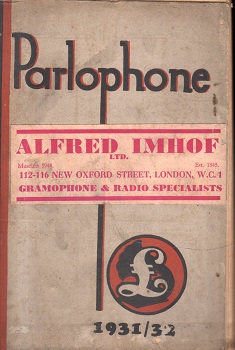 Parlophone
ALFRED IMHOF
LTD.
Museum 5944 Est. 1845.
112-116 NEW OXFORD STREET, LONDON, W.C.1
GRAMOPHONE & RADIO SPECIALISTS
£
1931/32